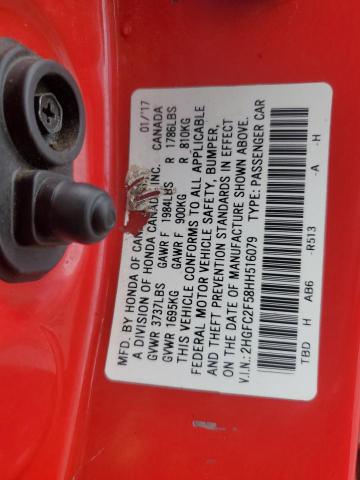 MFD. BY HONDA OF CANADA 01/17
A DIVISION OF HONDA CANADA INC., CANADA
GVWR 3737LBS GAWR F 1984LBS R 1786LBS
GVWR 1695KG GAWR F 900KG R 810KG
THIS VEHICLE CONFORMS TO ALL APPLICABLE
FEDERAL MOTOR VEHICLE SAFETY, BUMPER,
AND THEFT PREVENTION STANDARDS IN EFFECT
ON THE DATE OF MANUFACTURE SHOWN ABOVE.
V.I.N.: 2HGFC2F58HH516079 TYPE: PASSENGER CAR
TBD H AB6 -R513 -A -H